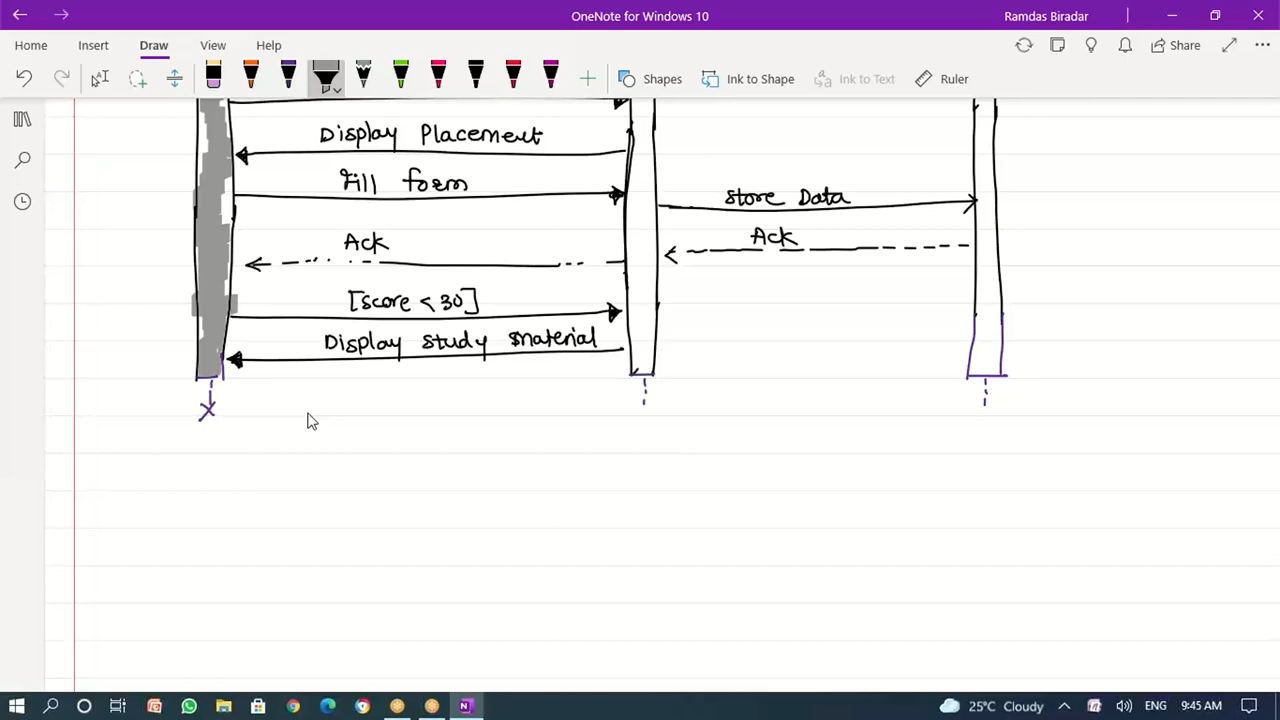 OneNote for Windows 10
Ramdas Biradar
Home
Insert
Draw
View
Help
Share
Shapes
Ink to Shape
Ink to Text
Ruler
Display Placement
Fill form
Store Data
Ack
Ack
[score < 30]
Display study material
X
25°C Cloudy
ENG
9:45 AM